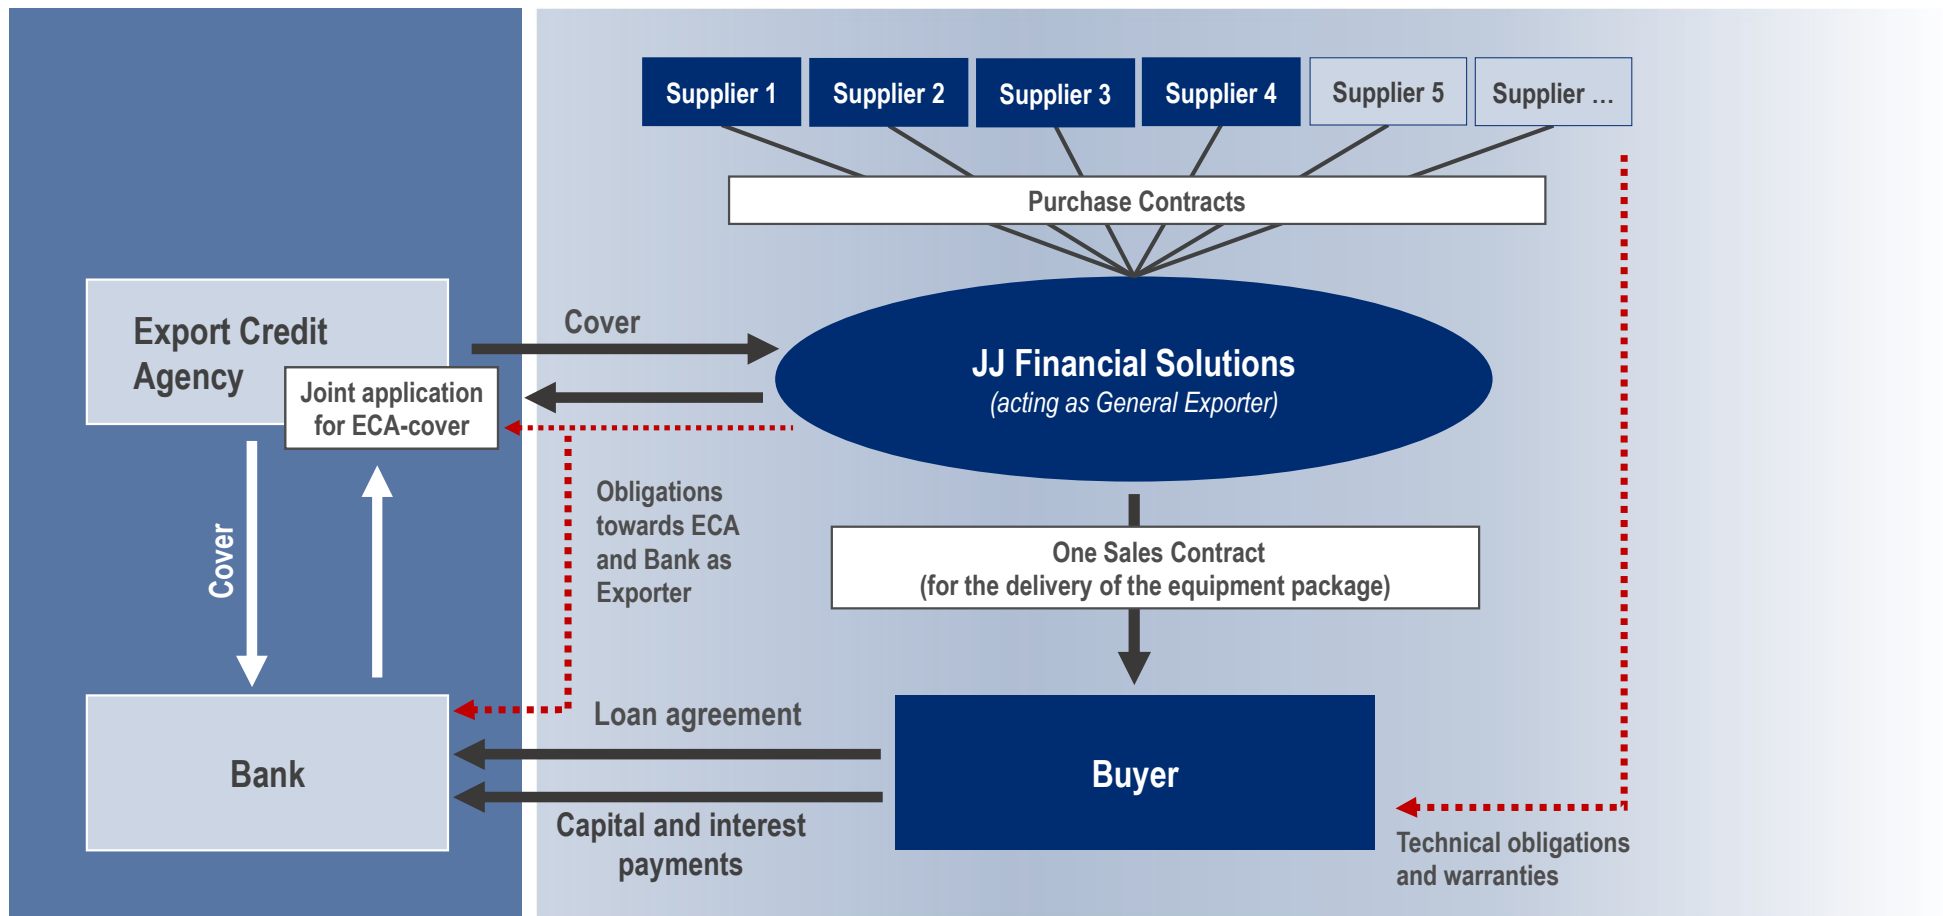 Supplier 1
Supplier 2
Supplier 3
Supplier 4
Supplier 5
Supplier …
Purchase Contracts
Export Credit
Agency
Joint application
for ECA-cover
Cover
JJ Financial Solutions
(acting as General Exporter)
Obligations
towards ECA
and Bank as
Exporter
Cover
One Sales Contract
(for the delivery of the equipment package)
Loan agreement
Bank
Buyer
Capital and interest
payments
Technical obligations
and warranties